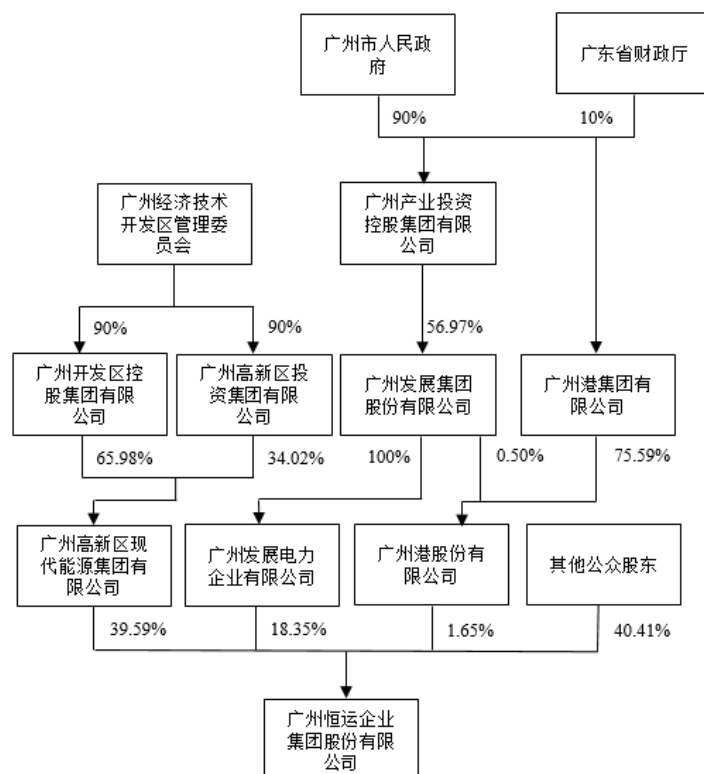 广州市人民政
府
广东省财政厅
90%
10%
广州经济技术
开发区管理委
员会
广州产业投资
控股集团有限
公司
90%
90%
56.97%
广州开发区控
股集团有限
公司
广州高新区投
资集团有限
公司
广州发展集团
股份有限公司
广州港集团有
限公司
65.98%
34.02%
100%
0.50%
75.59%
广州高新区现
代能源集团有
限公司
广州发展电力
企业有限公司
广州港股份有
限公司
其他公众股东
39.59%
18.35%
1.65%
40.41%
广州恒运企业
集团股份有限
公司